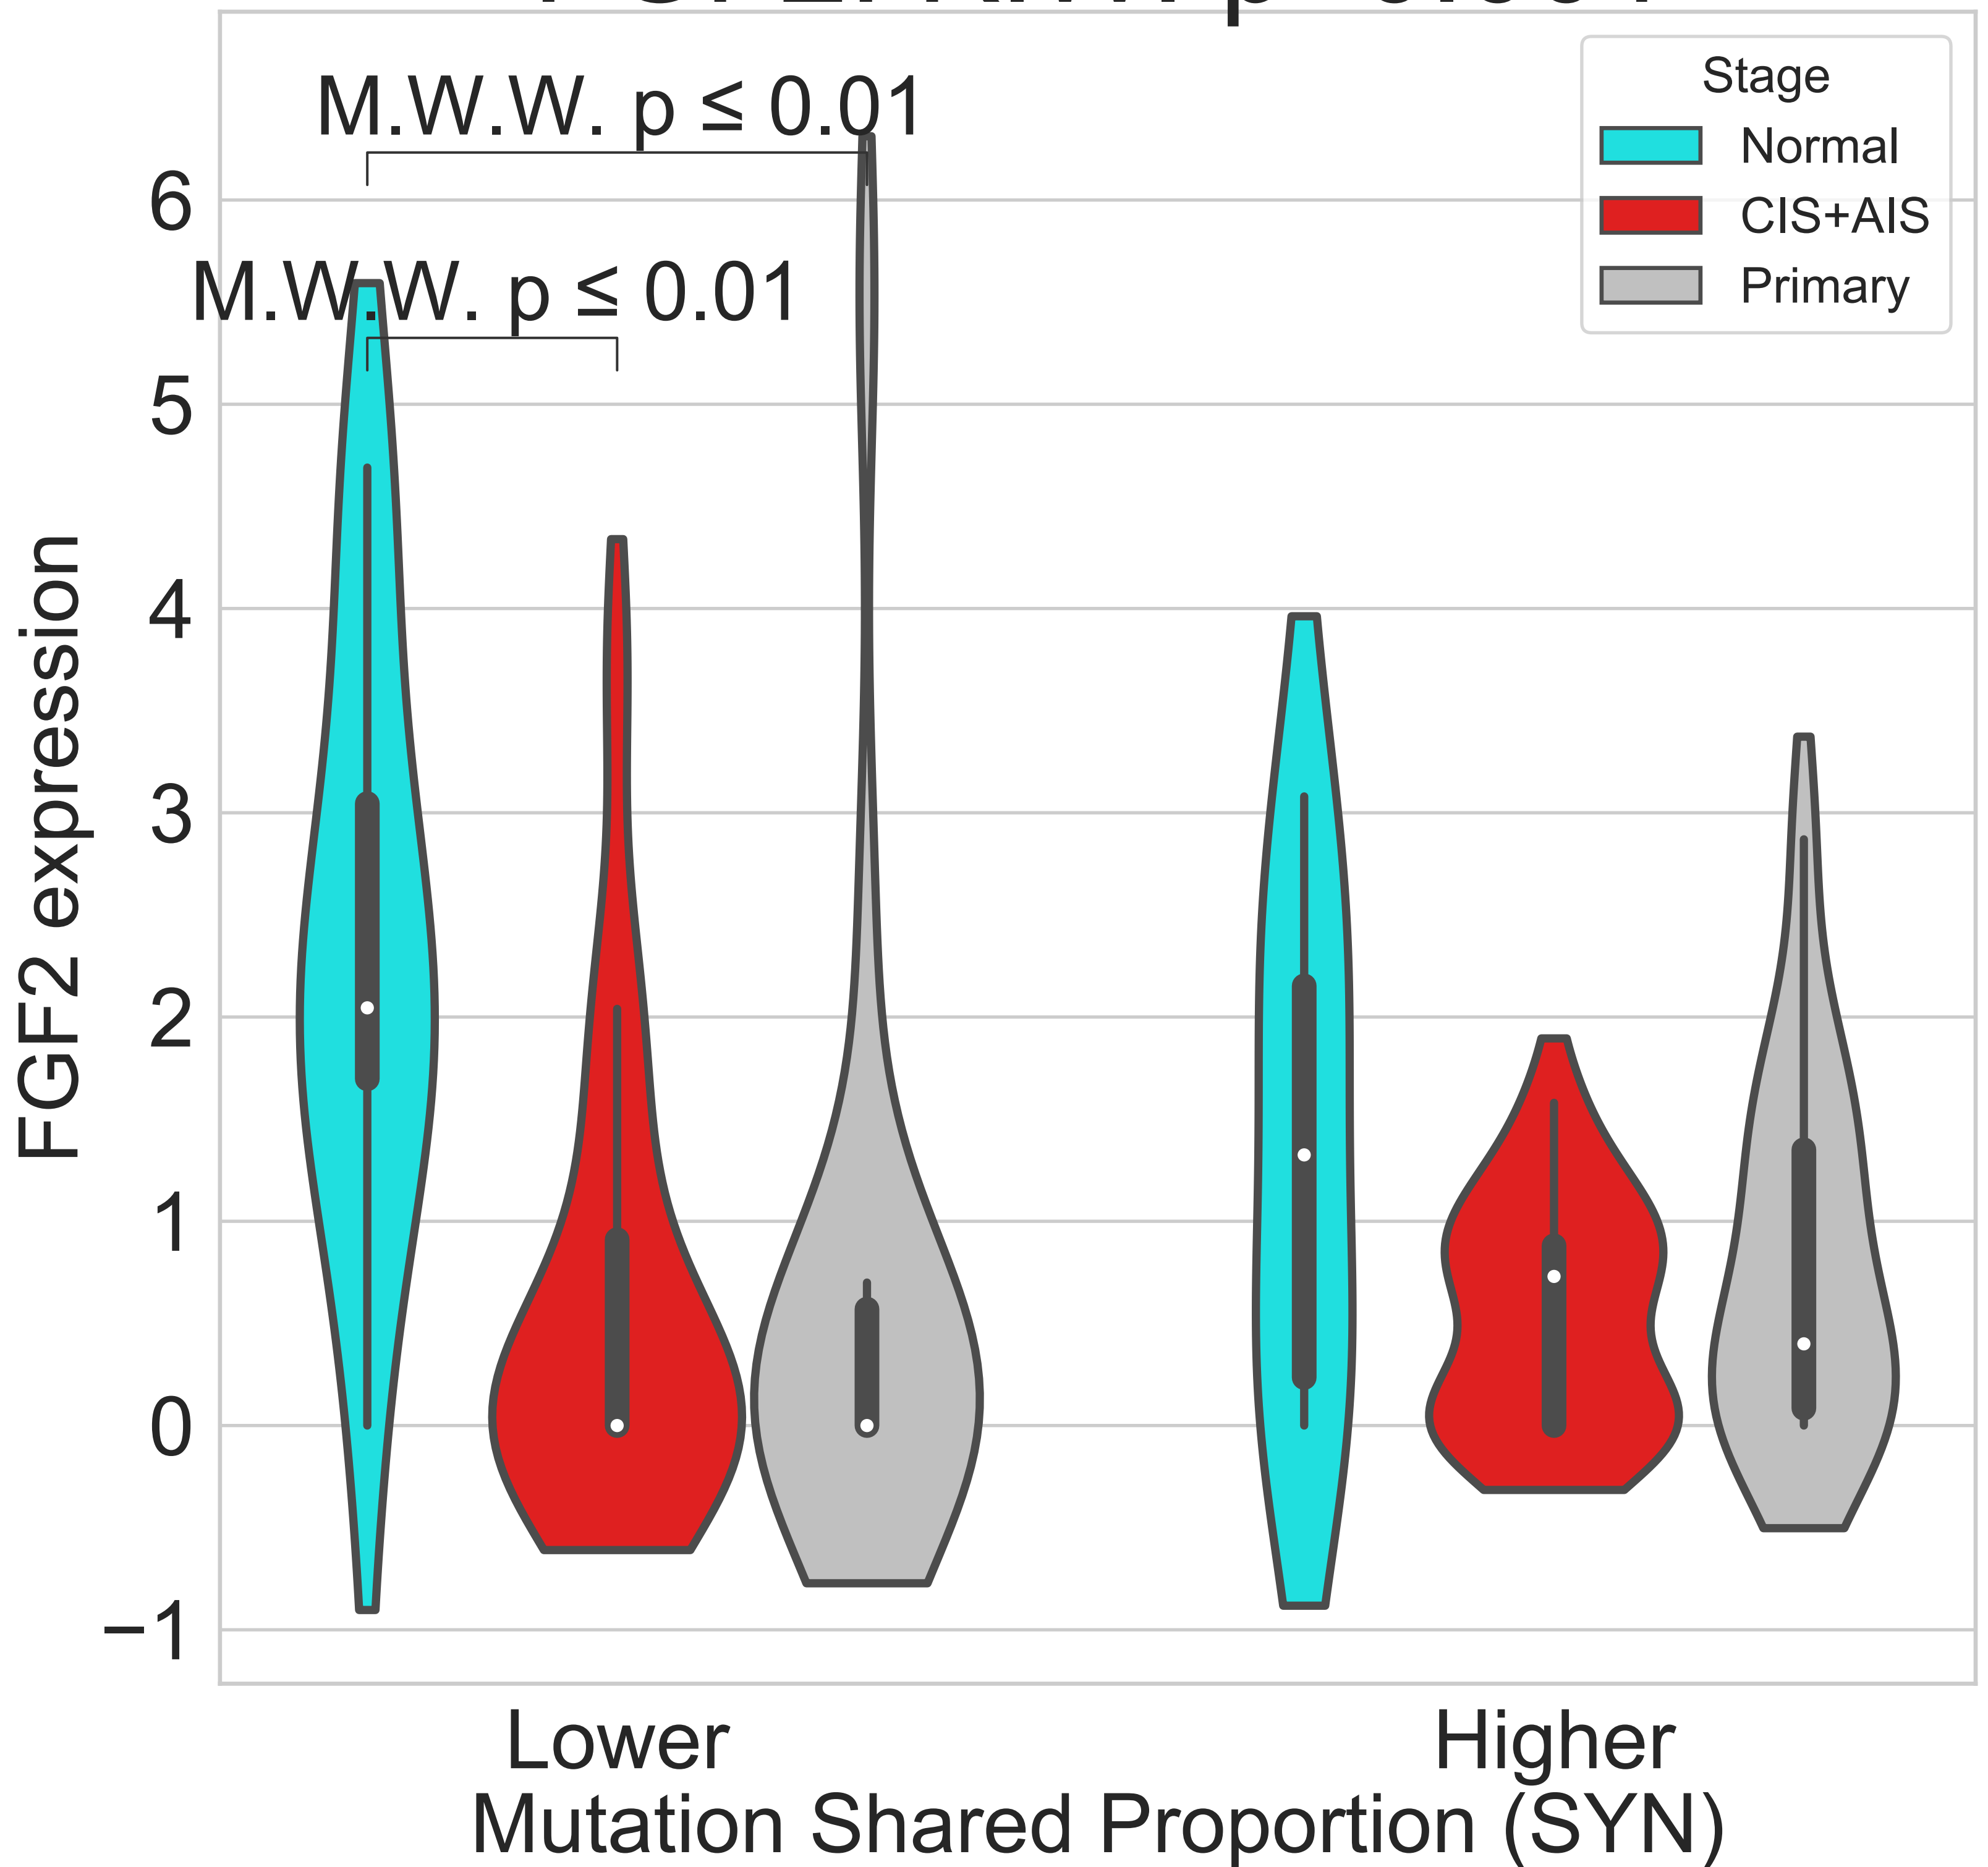 Stage
Normal
CIS+AIS
Primary
M.W.W. p ≤ 0.01
M.W.W. p ≤ 0.01
6
5
4
3
2
1
0
−1
FGF2 expression
Lower
Higher
Mutation Shared Proportion (SYN)